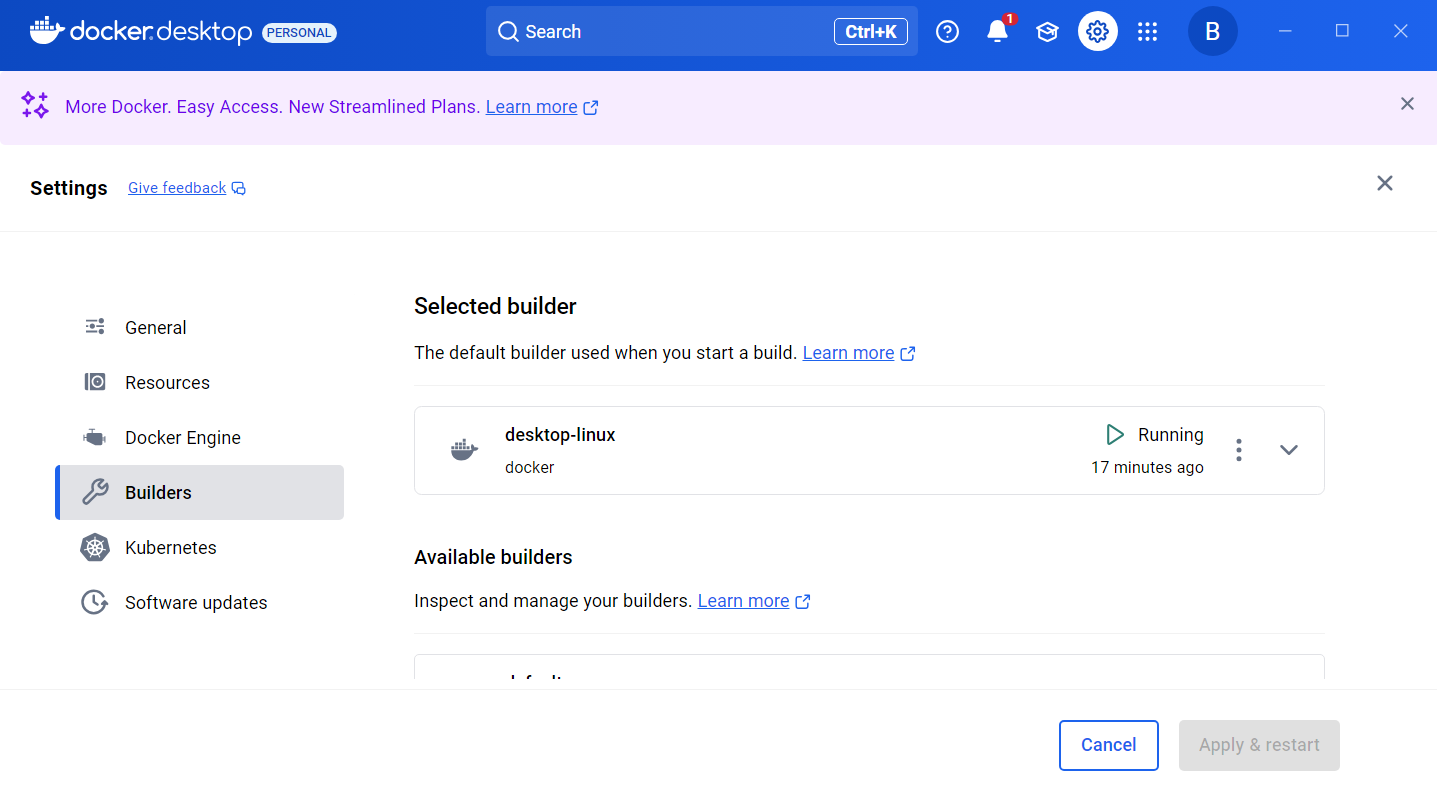 docker.desktop PERSONAL
Search
Ctrl+K
1
B
More Docker. Easy Access. New Streamlined Plans. Learn more
Settings
Give feedback
General
Resources
Docker Engine
Builders
Kubernetes
Software updates
Selected builder
The default builder used when you start a build. Learn more
desktop-linux
docker
Running
17 minutes ago
Available builders
Inspect and manage your builders. Learn more
Cancel
Apply & restart